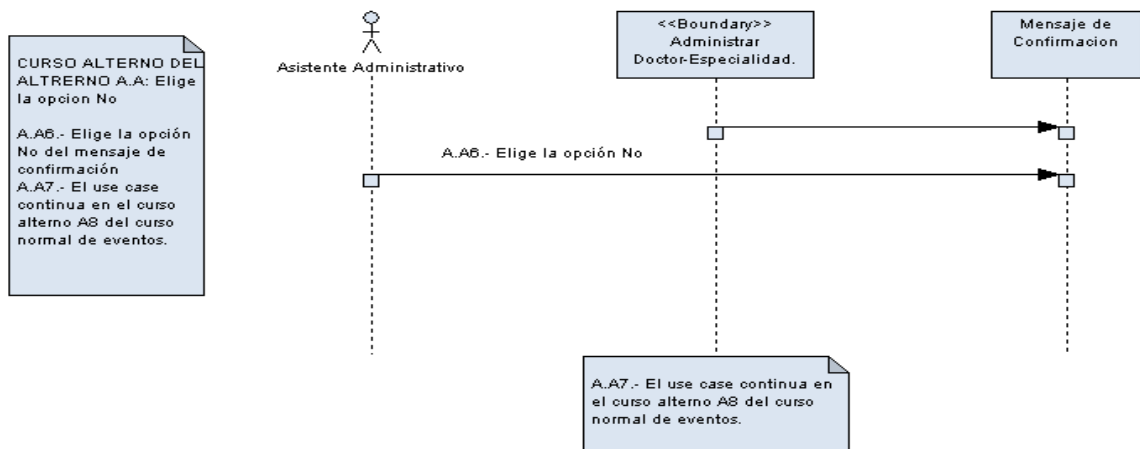 CURSO ALTERNO DEL
ALTRERNO A.A: Elige
la opcion No
A.A6.- Elige la opción
No del mensaje de
confirmación
A.A7.- El use case
continua en el curso
alterno A8 del curso
normal de eventos.
Asistente Administrativo
<<Boundary>>
Administrar
Doctor-Especialidad.
Mensaje de
Confirmacion
A.A6.- Elige la opción No
A.A7.- El use case continua en
el curso alterno A8 del curso
normal de eventos.